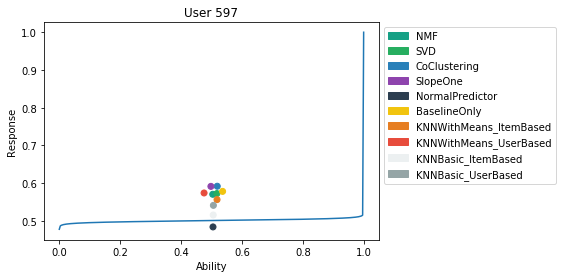 User 597
1.0
0.9
0.8
0.7
0.6
0.5
Response
0.0
0.2
0.4
0.6
0.8
1.0
Ability
NMF
SVD
CoClustering
SlopeOne
NormalPredictor
BaselineOnly
KNNWithMeans_ItemBased
KNNWithMeans_UserBased
KNNBasic_ItemBased
KNNBasic_UserBased